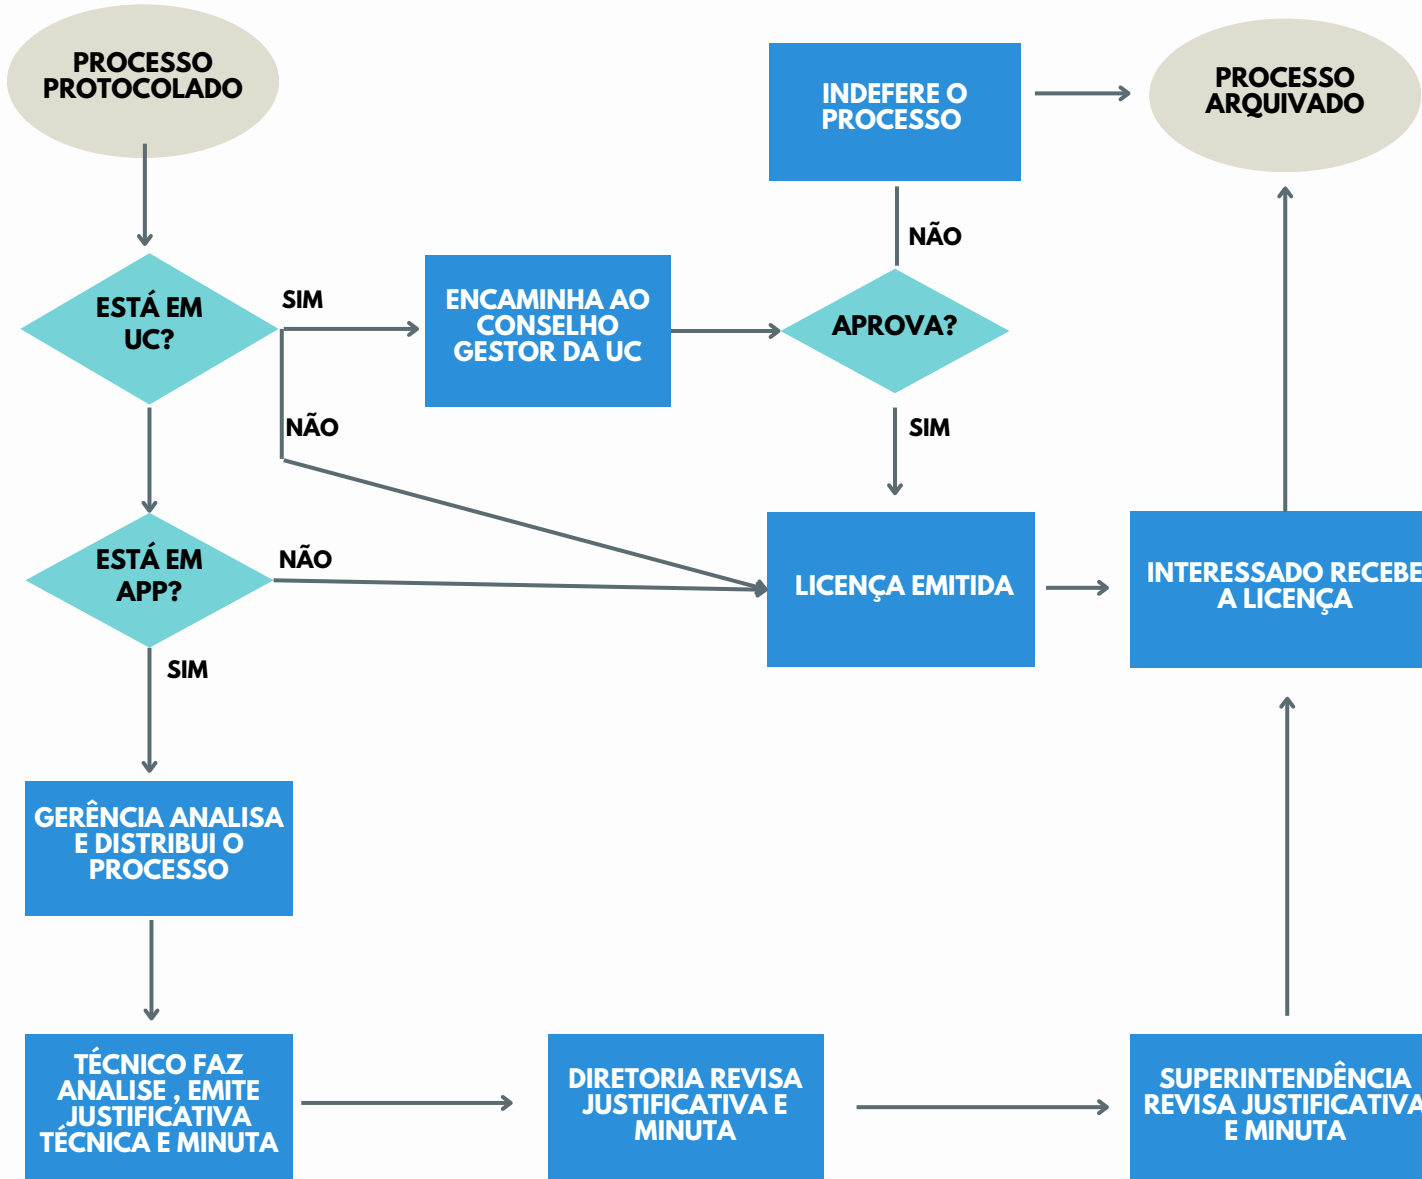 PROCESSO
PROTOCOLADO
INDEFERE O
PROCESSO
PROCESSO
ARQUIVADO
NÃO
ESTÁ EM
UC?
SIM
ENCAMINHA AO
CONSELHO
GESTOR DA UC
APROVA?
NÃO
SIM
ESTÁ EM
APP?
NÃO
LICENÇA EMITIDA
INTERESSADO RECEBE
A LICENÇA
SIM
GERÊNCIA ANALISA
E DISTRIBUI O
PROCESSO
TÉCNICO FAZ
ANALISE , EMITE
JUSTIFICATIVA
TÉCNICA E MINUTA
DIRETORIA REVISA
JUSTIFICATIVA E
MINUTA
SUPERINTENDÊNCIA
REVISA JUSTIFICATIVA
E MINUTA